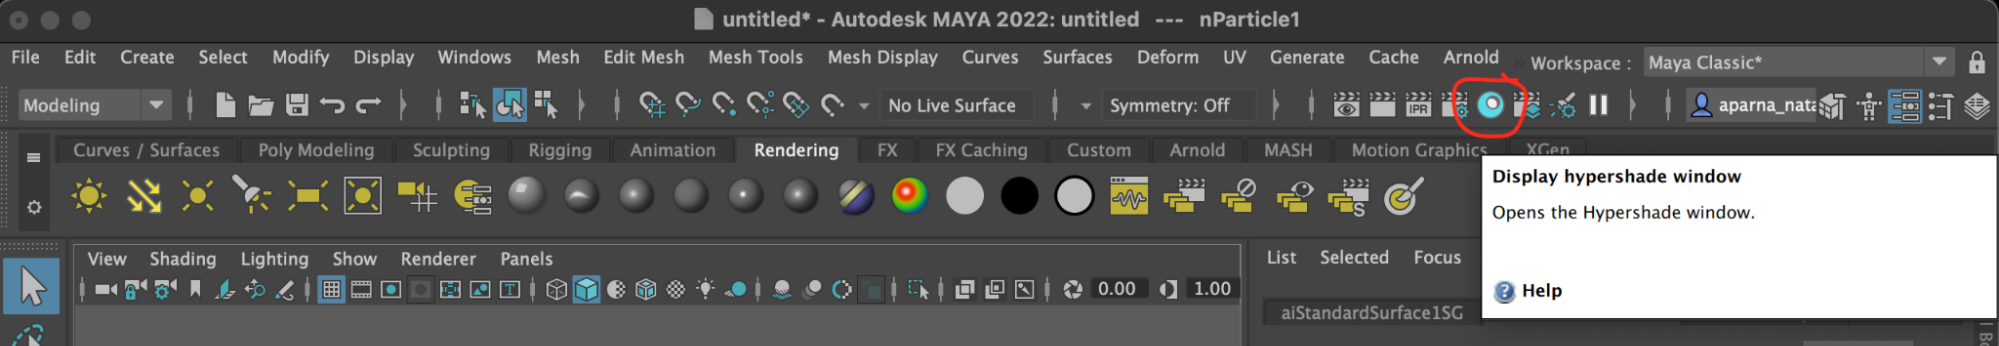 untitled* - Autodesk MAYA 2022: untitled --- nParticle1
File Edit Create Select Modify Display Windows Mesh Edit Mesh Mesh Tools Mesh Display Curves Surfaces Deform UV Generate Cache Arnold Workspace : Maya Classic*
Modeling No Live Surface Symmetry: Off IPR aparna_nata
Curves / Surfaces Poly Modeling Sculpting Rigging Animation Rendering FX FX Caching Custom Arnold MASH Motion Graphics XGen
Display hypershade window
Opens the Hypershade window.
S
View Shading Lighting Show Renderer Panels
List Selected Focus
T 0.00 1.00
Help
aiStandardSurface1SG